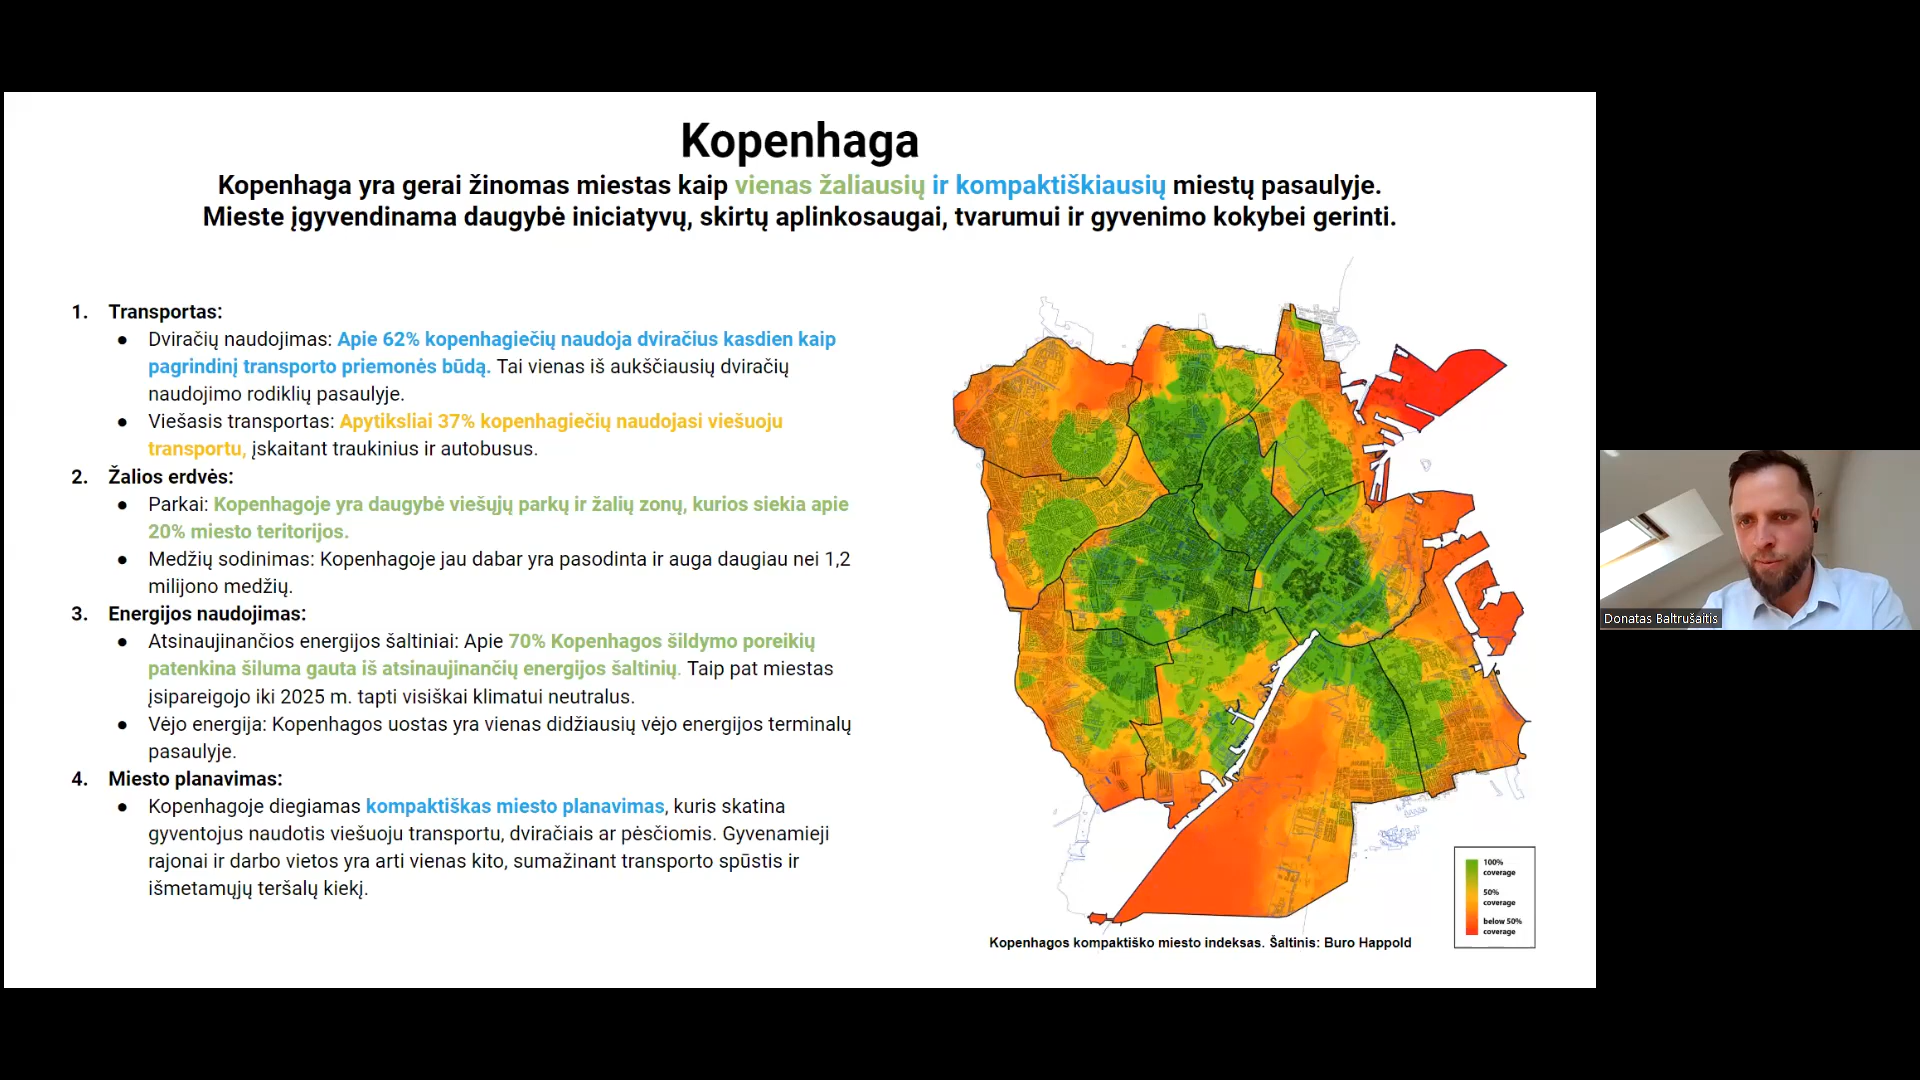 Kopenhaga
Kopenhaga yra gerai žinomas miestas kaip vienas žaliausių ir kompaktiškiausių miestų pasaulyje.
Mieste įgyvendinama daugybė iniciatyvų, skirtų aplinkosaugai, tvarumui ir gyvenimo kokybei gerinti.
1. Transportas:
● Dviračių naudojimas: Apie 62% kopenhagiečių naudoja dviračius kasdien kaip
pagrindinį transporto priemonės būdą. Tai vienas iš aukščiausių dviračių
naudojimo rodiklių pasaulyje.
● Viešasis transportas: Apytiksliai 37% kopenhagiečių naudojasi viešuoju
transportu, įskaitant traukinius ir autobusus.
2. Žalios erdvės:
● Parkai: Kopenhagoje yra daugybė viešųjų parkų ir žalių zonų, kurios siekia apie
20% miesto teritorijos.
● Medžių sodinimas: Kopenhagoje jau dabar yra pasodinta ir auga daugiau nei 1,2
milijono medžių.
3. Energijos naudojimas:
● Atsinaujinančios energijos šaltiniai: Apie 70% Kopenhagos šildymo poreikių
patenkina šiluma gauta iš atsinaujinančių energijos šaltinių. Taip pat miestas
įsipareigojo iki 2025 m. tapti visiškai klimatui neutralus.
● Vėjo energija: Kopenhagos uostas yra vienas didžiausių vėjo energijos terminalų
pasaulyje.
4. Miesto planavimas:
● Kopenhagoje diegiamas kompaktiškas miesto planavimas, kuris skatina
gyventojus naudotis viešuoju transportu, dviračiais ar pėsčiomis. Gyvenamieji
rajonai ir darbo vietos yra arti vienas kito, sumažinant transporto spūstis ir
išmetamųjų teršalų kiekį.
100%
coverage
50%
coverage
below 50%
coverage
Kopenhagos kompaktiško miesto indeksas. Šaltinis: Buro Happold
Donatas Baltrušaitis